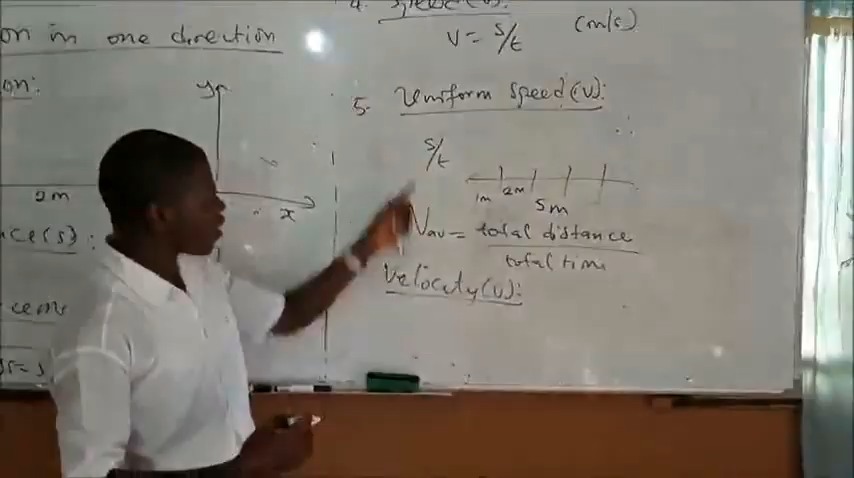 on in one direction
on:
y
2m
x
nce(s):
cem
4. Speed(v):
v = s/t (m/s)
5. Uniform Speed(v):
s/t
1m 2m
5m
Vav = total distance
total time
Velocity(v):